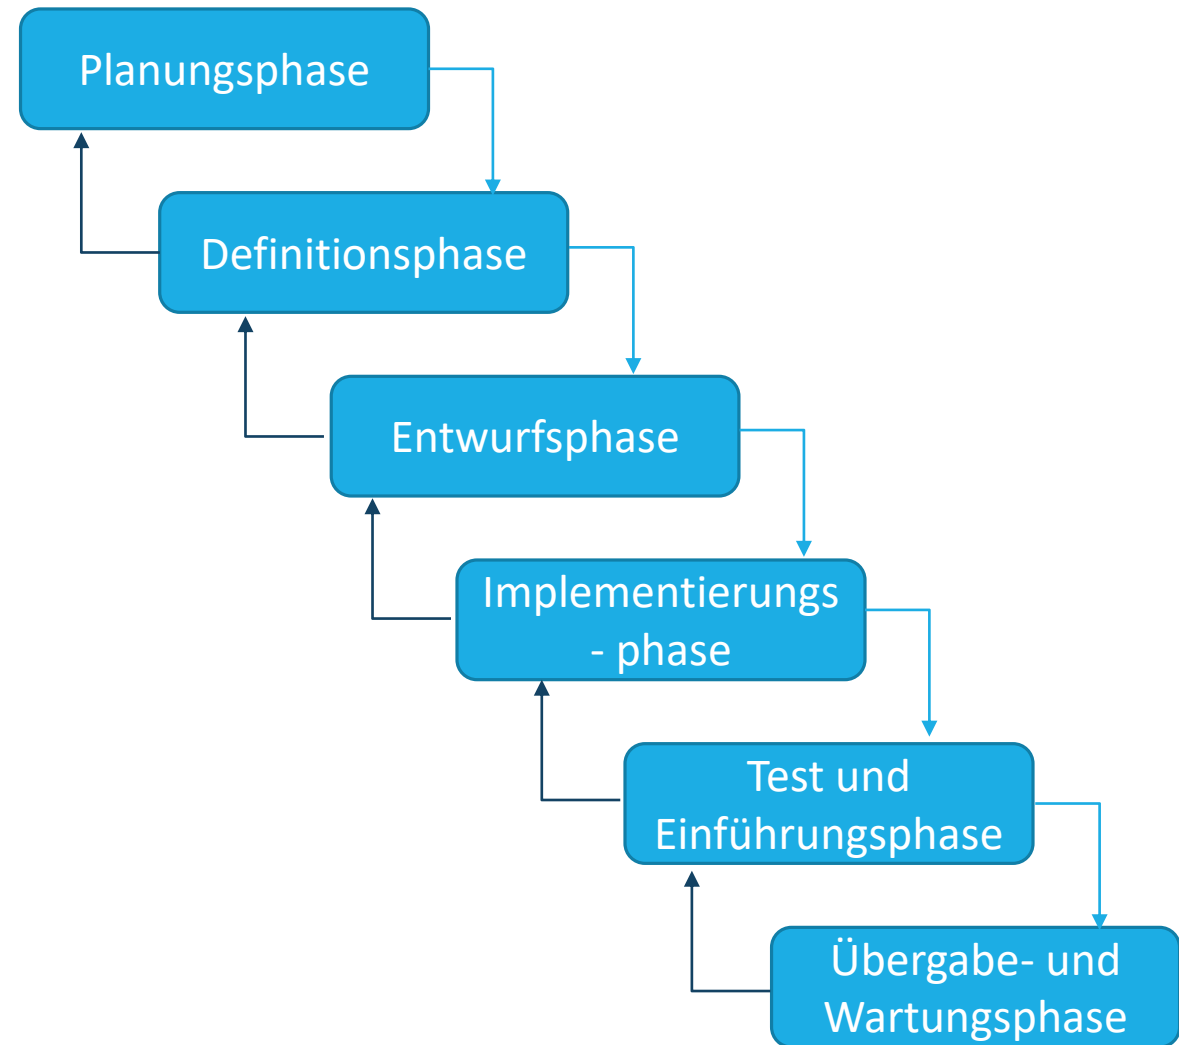 Planungsphase
Definitionsphase
Entwurfsphase
Implementierungs
- phase
Test und
Einführungsphase
Übergabe- und
Wartungsphase